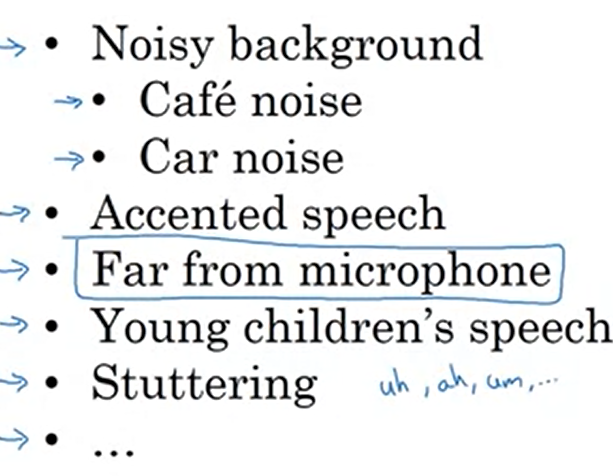 → • Noisy background
→ • Café noise
→ • Car noise
→ • Accented speech
→ • Far from microphone
→ • Young children's speech
→ • Stuttering uh, ah, um, ...
→ • ...